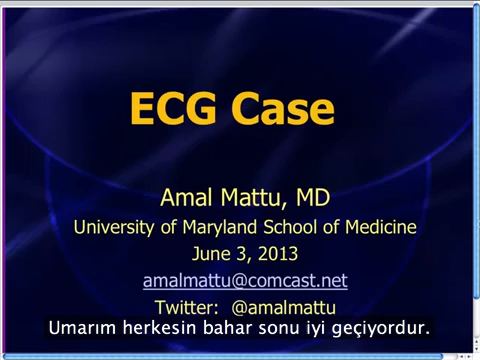 ECG Case
Amal Mattu, MD
University of Maryland School of Medicine
June 3, 2013
amalmattu@comcast.net
Twitter: @amalmattu
Umarım herkesin bahar sonu iyi geçiyordur.